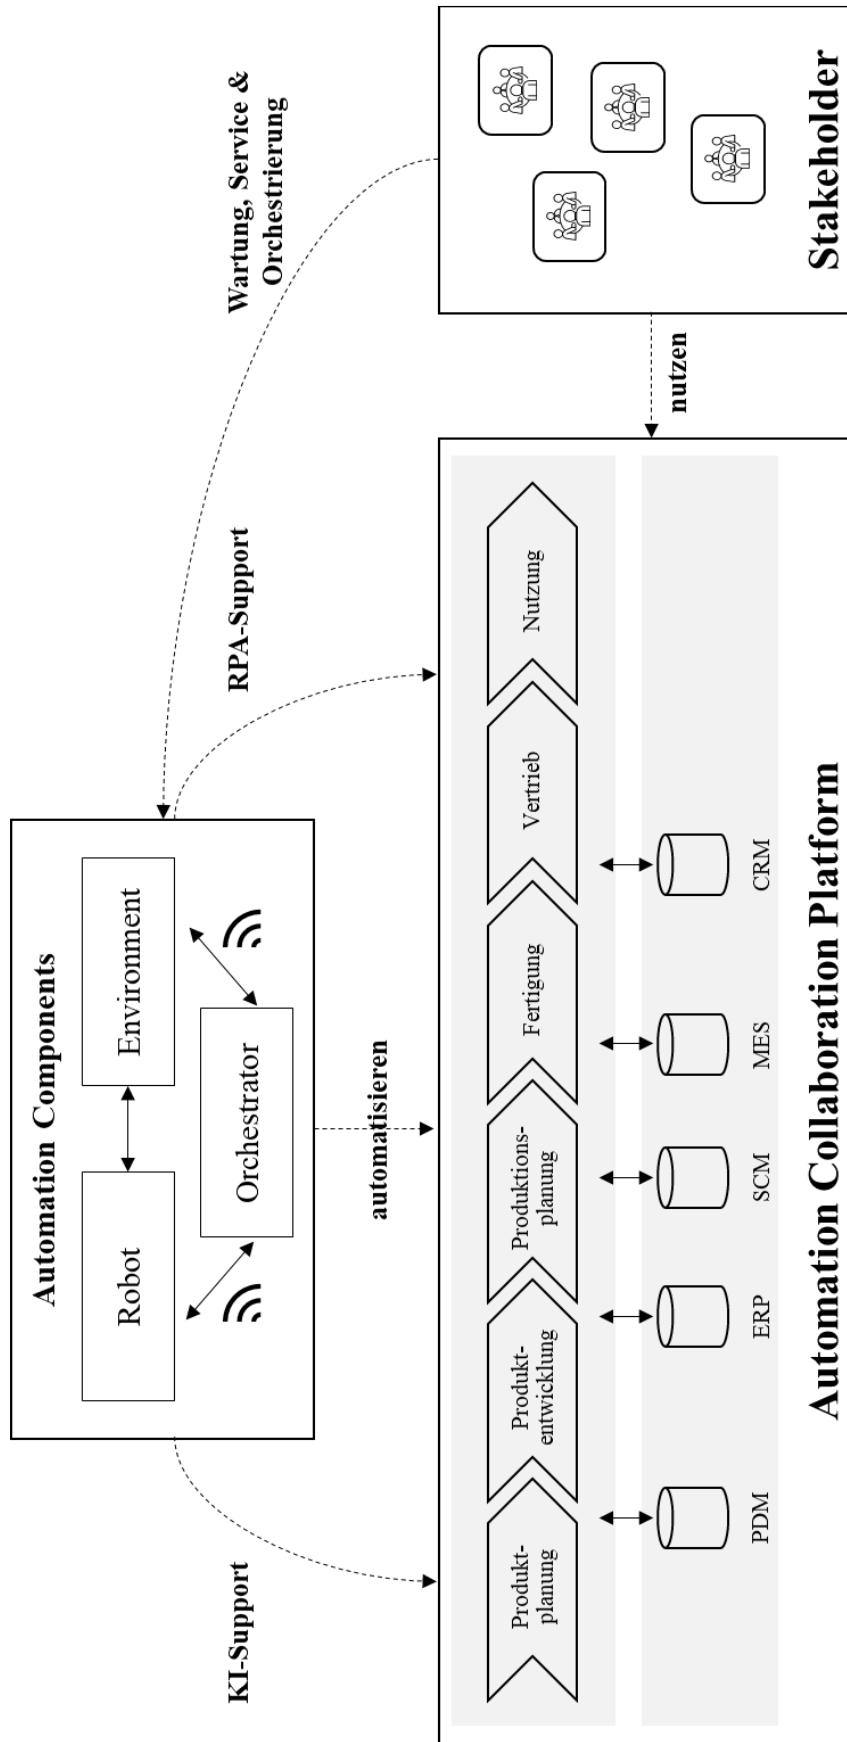 Automation Components
Robot
Environment
Orchestrator
Wartung, Service &
Orchestrierung
KI-Support
automatisieren
RPA-Support
nutzen
Produkt-
planung
Produkt-
entwicklung
Produktions-
planung
Fertigung
Vertrieb
Nutzung
PDM
ERP
SCM
MES
CRM
Automation Collaboration Platform
Stakeholder